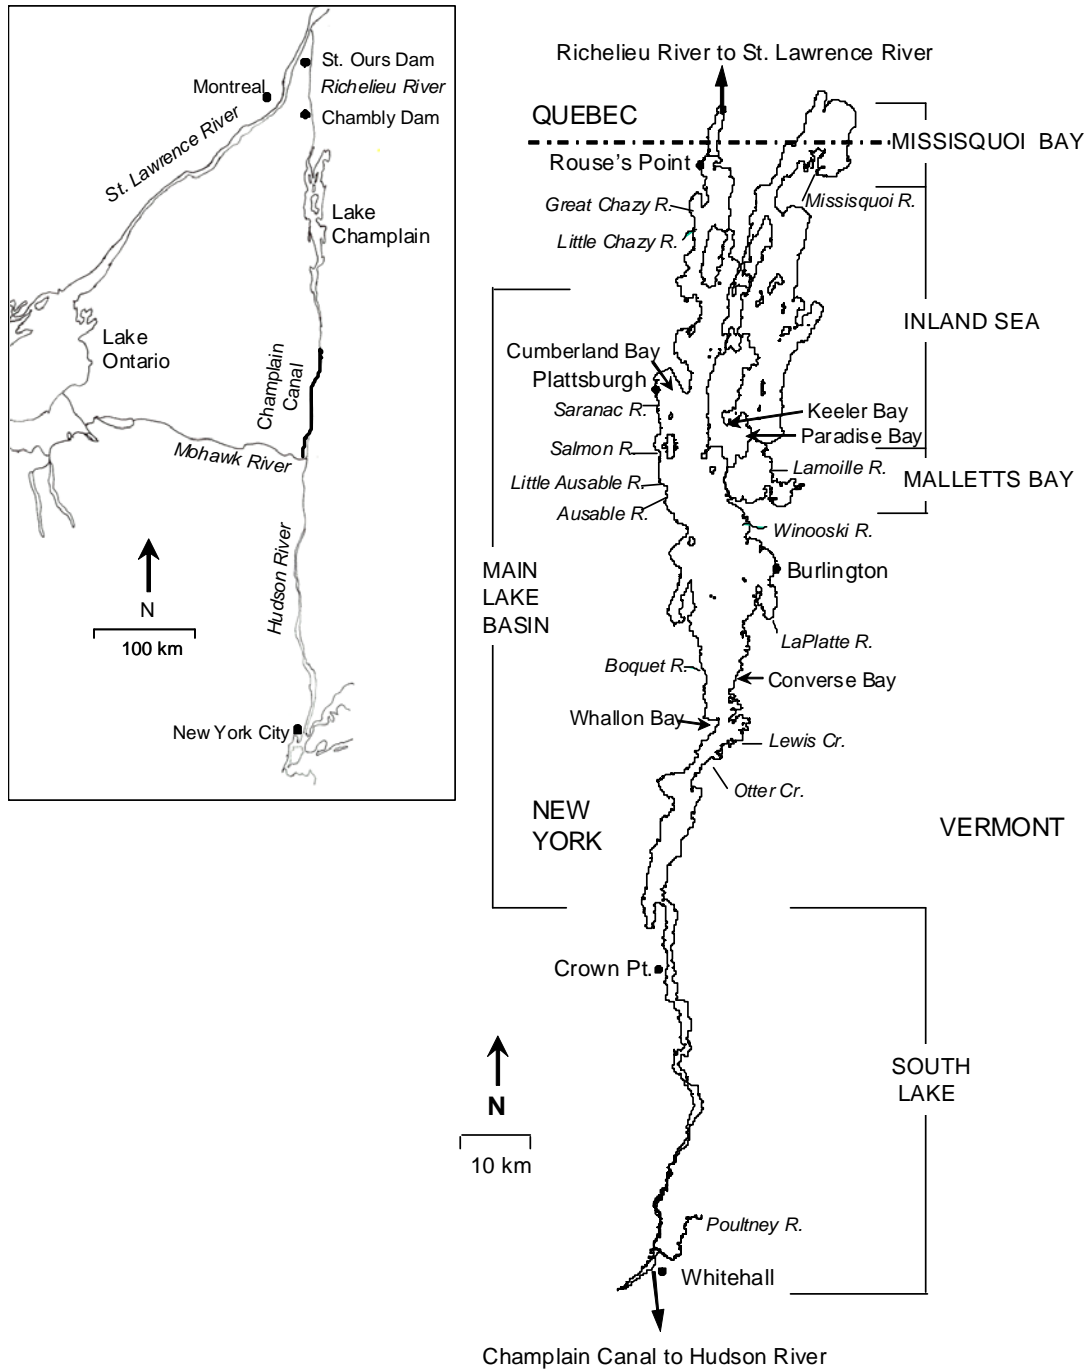 St. Ours Dam
Richelieu River
Montreal
Chambly Dam
St. Lawrence River
Lake
Champlain
Lake
Ontario
Champlain
Canal
Mohawk River
Hudson River
N
100 km
New York City
Richelieu River to St. Lawrence River
QUEBEC
MISSISQUOI BAY
Rouse's Point
Missisquoi R.
Great Chazy R.
Little Chazy R.
INLAND SEA
Cumberland Bay
Plattsburgh
Saranac R.
Keeler Bay
Paradise Bay
Salmon R.
Lamoille R.
MALLETTS BAY
Little Ausable R.
Ausable R.
Winooski R.
MAIN
LAKE
BASIN
Burlington
LaPlatte R.
Boquet R.
Converse Bay
Whallon Bay
Lewis Cr.
Otter Cr.
NEW
YORK
VERMONT
Crown Pt.
N
10 km
SOUTH
LAKE
Poultney R.
Whitehall
Champlain Canal to Hudson River